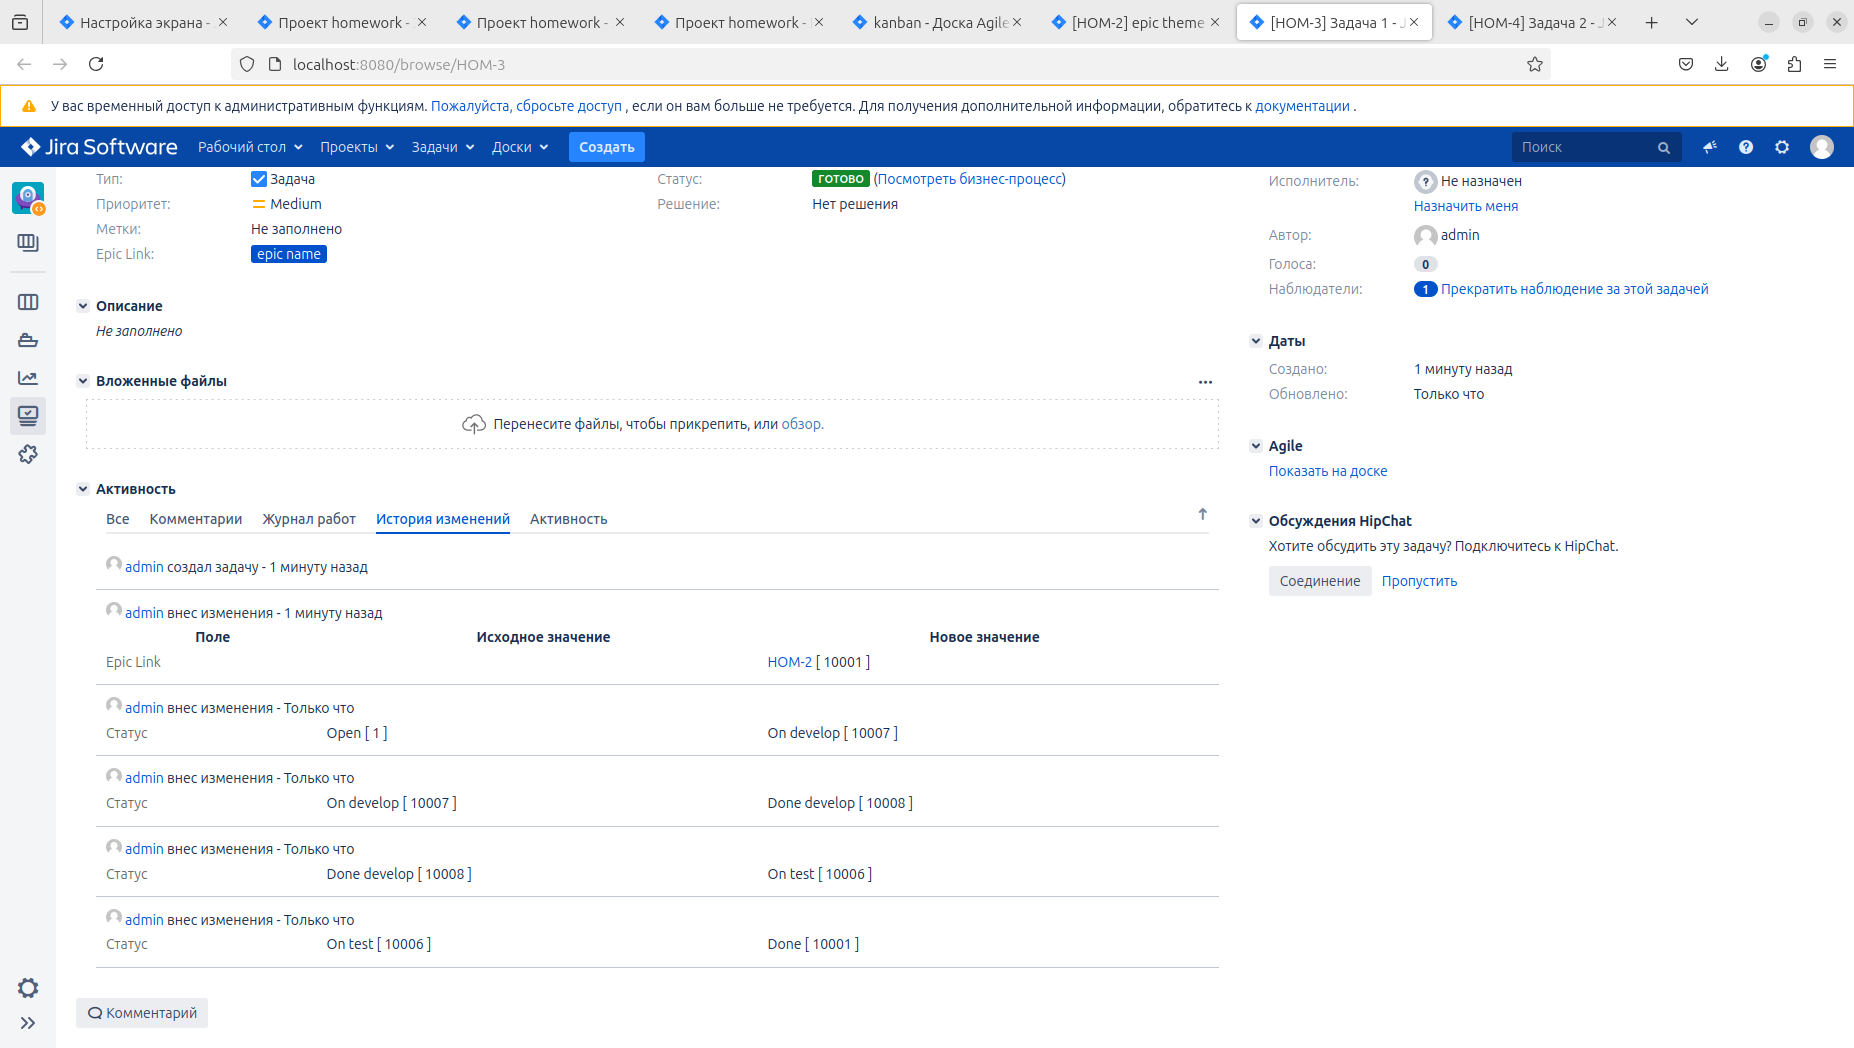 Настройка экрана -
Проект homework -
Проект homework -
Проект homework -
kanban - Доска Agile
[HOM-2] epic theme
[HOM-3] Задача 1 - J
[HOM-4] Задача 2 - J
localhost:8080/browse/HOM-3
У вас временный доступ к административным функциям. Пожалуйста, сбросьте доступ , если он вам больше не требуется. Для получения дополнительной информации, обратитесь к документации .
Jira Software
Рабочий стол
Проекты
Задачи
Доски
Создать
Поиск
Тип:
Задача
Статус:
ГОТОВО (Посмотреть бизнес-процесс)
Приоритет:
Medium
Решение:
Нет решения
Метки:
Не заполнено
Epic Link:
epic name
Исполнитель:
Не назначен
Назначить меня
Автор:
admin
Голоса:
0
Наблюдатели:
1 Прекратить наблюдение за этой задачей
Описание
Не заполнено
Вложенные файлы
Перенесите файлы, чтобы прикрепить, или обзор.
Даты
Создано:
1 минуту назад
Обновлено:
Только что
Agile
Показать на доске
Обсуждения HipChat
Хотите обсудить эту задачу? Подключитесь к HipChat.
Соединение
Пропустить
Активность
Все
Комментарии
Журнал работ
История изменений
Активность
admin создал задачу - 1 минуту назад
admin внес изменения - 1 минуту назад
Поле
Исходное значение
Новое значение
Epic Link
HOM-2 [ 10001 ]
admin внес изменения - Только что
Статус
Open [ 1 ]
On develop [ 10007 ]
admin внес изменения - Только что
Статус
On develop [ 10007 ]
Done develop [ 10008 ]
admin внес изменения - Только что
Статус
Done develop [ 10008 ]
On test [ 10006 ]
admin внес изменения - Только что
Статус
On test [ 10006 ]
Done [ 10001 ]
Комментарий